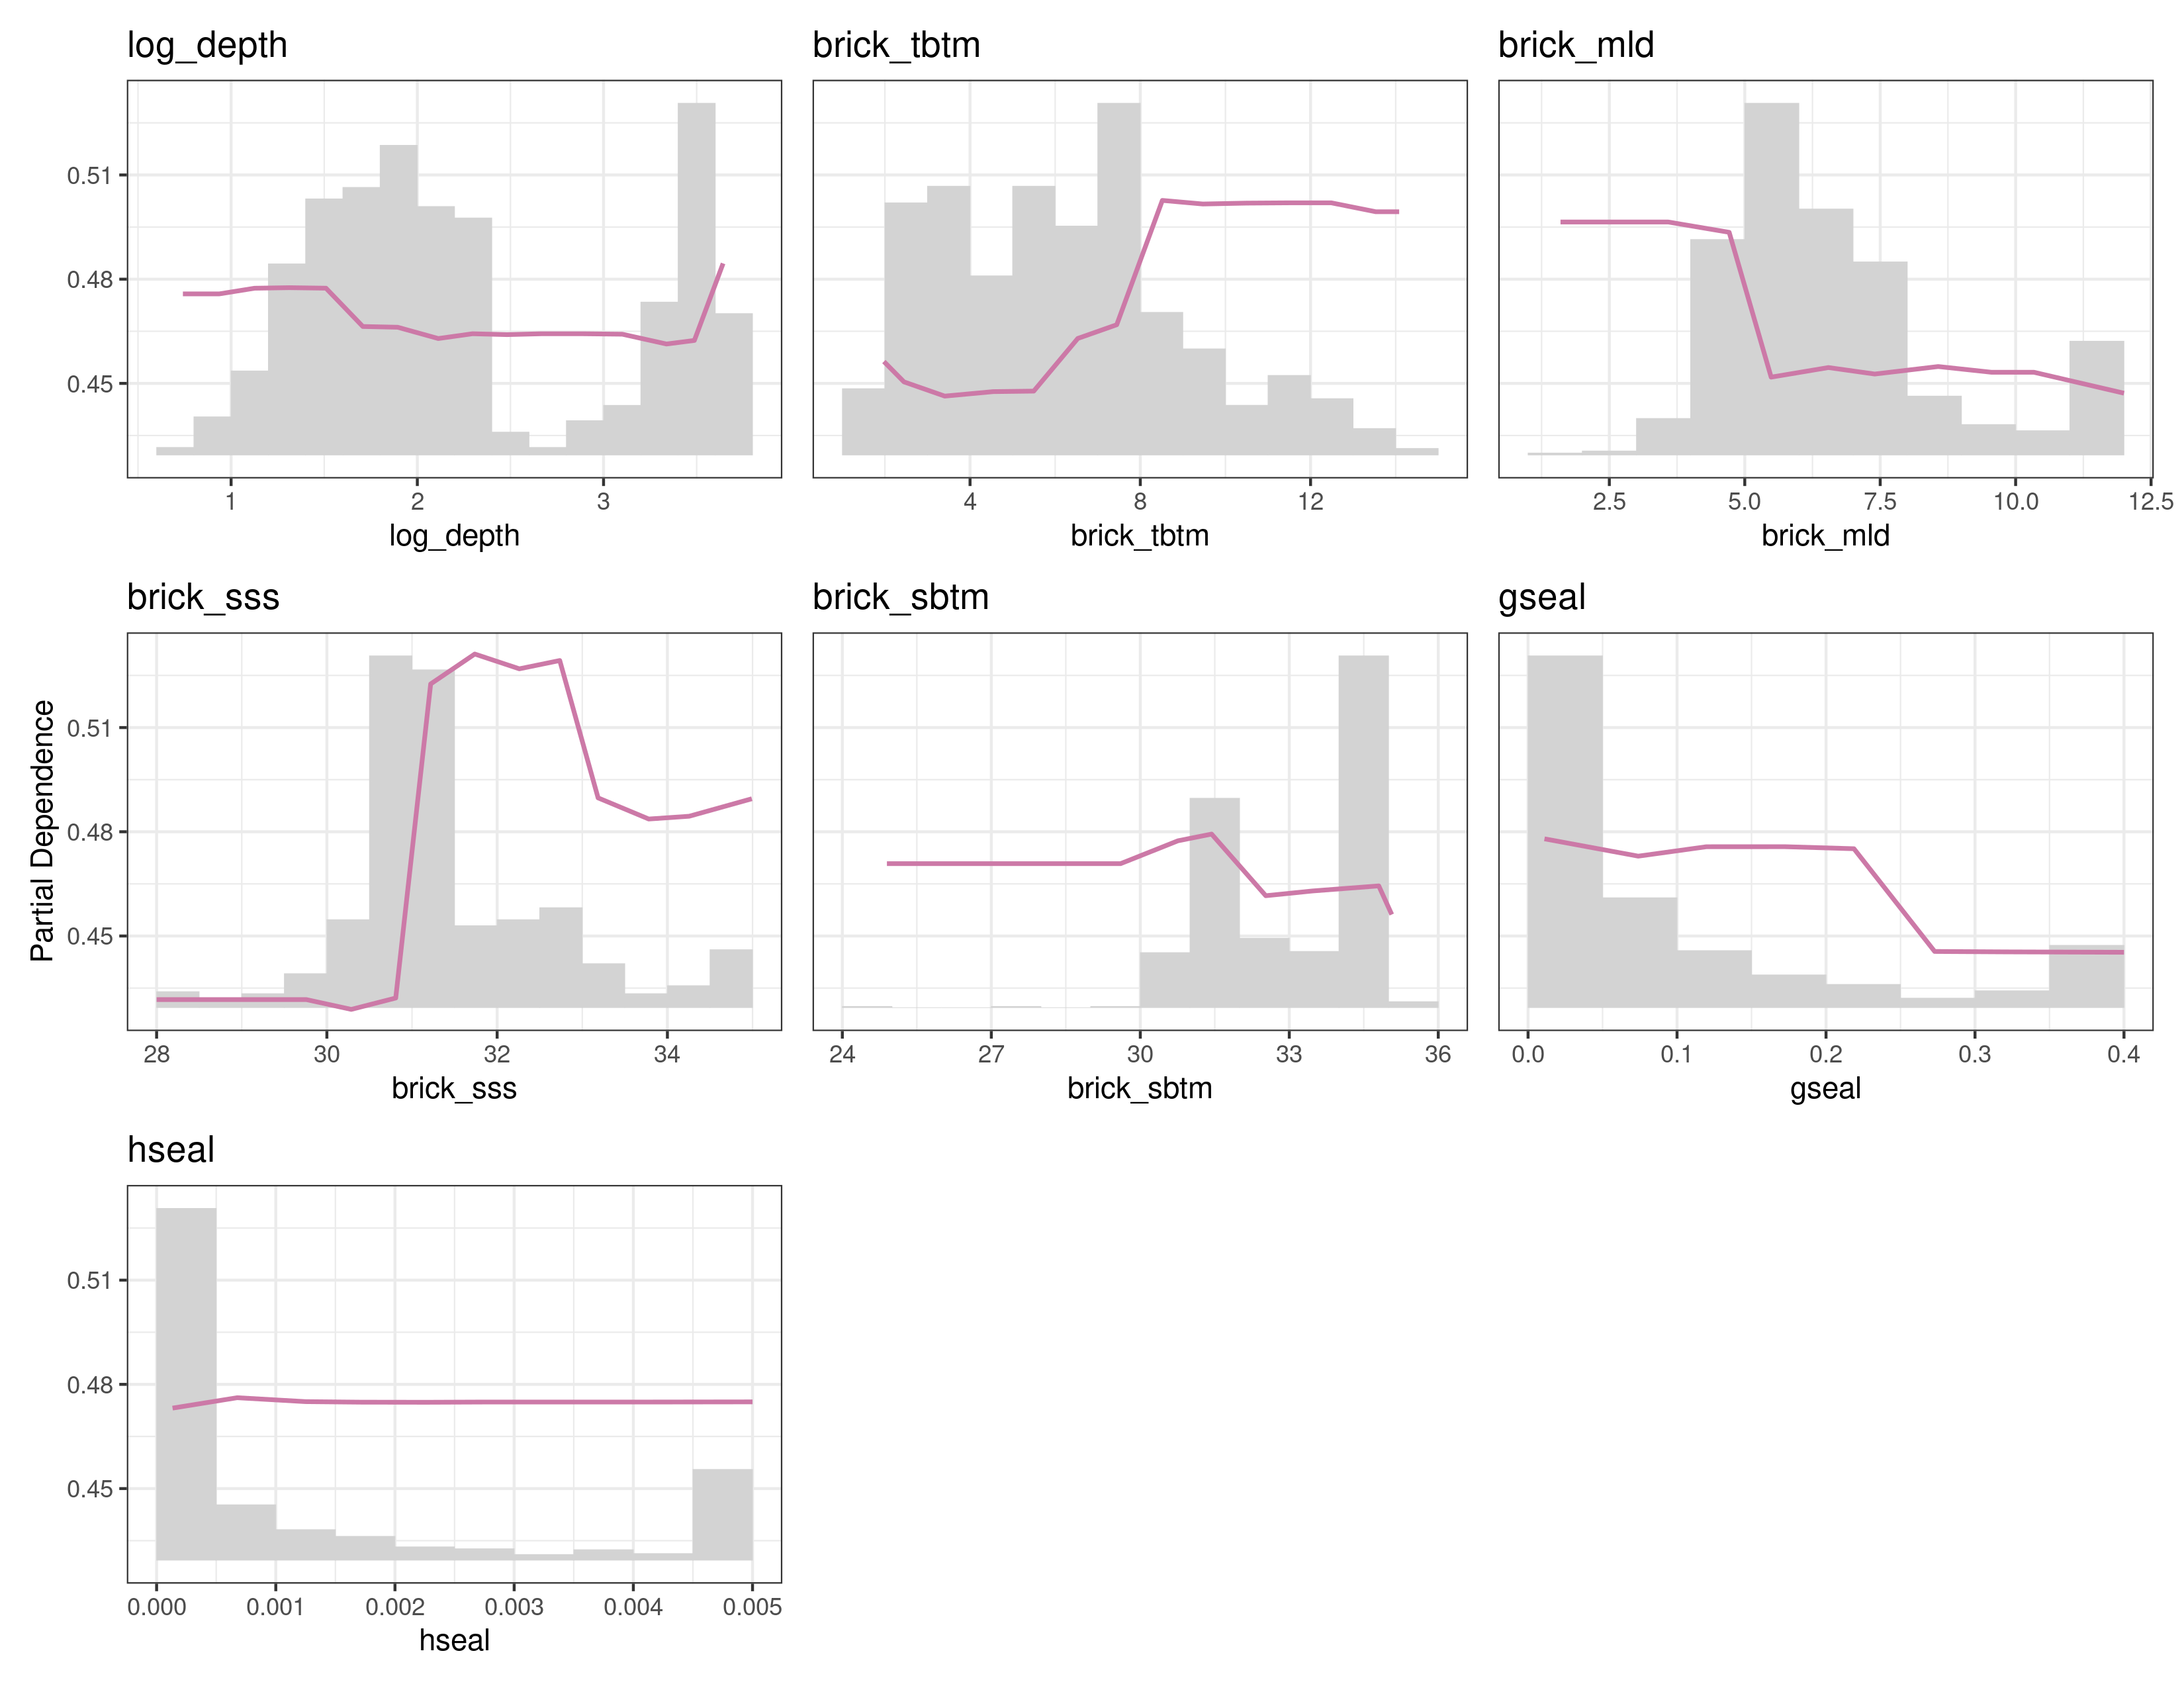 log_depth
brick_tbtm
brick_mld
0.51
0.48
0.45
1 2 3
4 8 12
2.5 5.0 7.5 10.0 12.5
log_depth
brick_tbtm
brick_mld
brick_sss
brick_sbtm
gseal
Partial Dependence
0.51
0.48
0.45
28 30 32 34
24 27 30 33 36
0.0 0.1 0.2 0.3 0.4
brick_sss
brick_sbtm
gseal
hseal
0.51
0.48
0.45
0.000 0.001 0.002 0.003 0.004 0.005
hseal